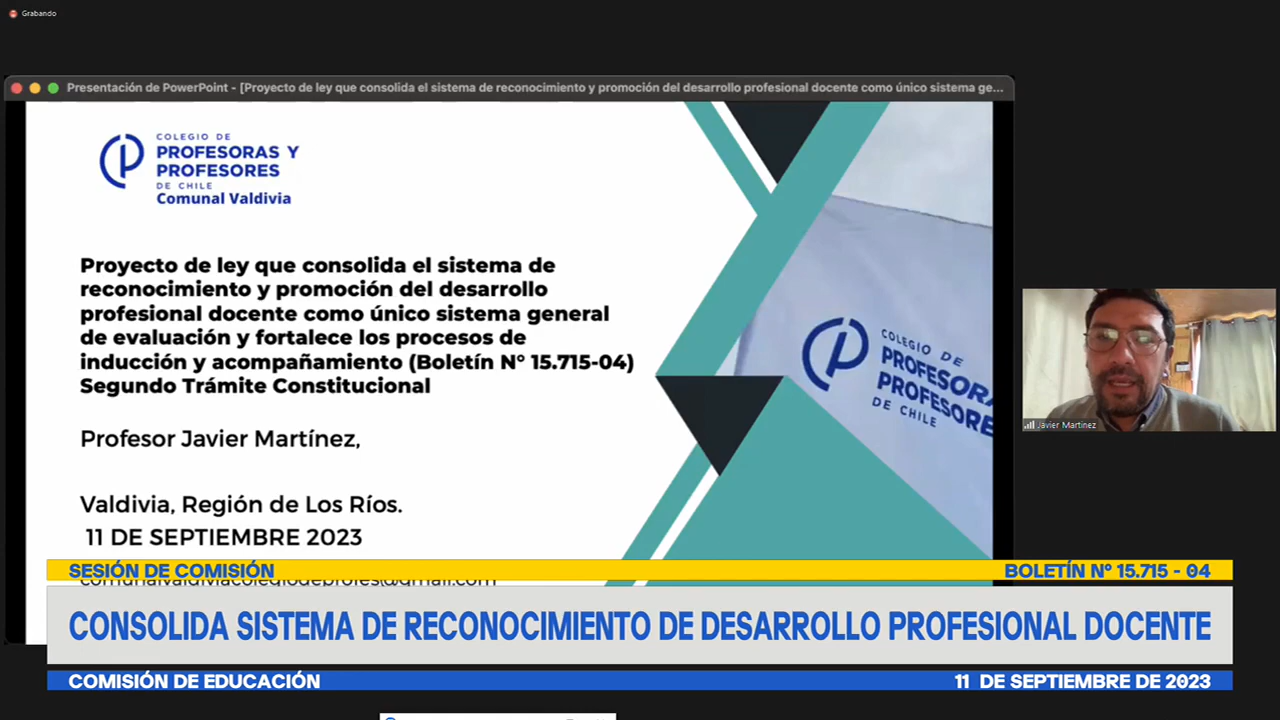 Grabando
Presentación de PowerPoint - [Proyecto de ley que consolida el sistema de reconocimiento y promoción del desarrollo profesional docente como único sistema ge...
COLEGIO DE
PROFESORAS Y
PROFESORES
DE CHILE
Comunal Valdivia
Proyecto de ley que consolida el sistema de
reconocimiento y promoción del desarrollo
profesional docente como único sistema general
de evaluación y fortalece los procesos de
inducción y acompañamiento (Boletín N° 15.715-04)
Segundo Trámite Constitucional
Profesor Javier Martínez,
Valdivia, Región de Los Ríos.
11 DE SEPTIEMBRE 2023
comunalvaldiviacolegiodeprofes@gmail.com
COLEGIO DE
PROFESORA
PROFESORE
DE CHILE
Javier Martinez
SESIÓN DE COMISIÓN
BOLETÍN N° 15.715 - 04
CONSOLIDA SISTEMA DE RECONOCIMIENTO DE DESARROLLO PROFESIONAL DOCENTE
COMISIÓN DE EDUCACIÓN
11 DE SEPTIEMBRE DE 2023